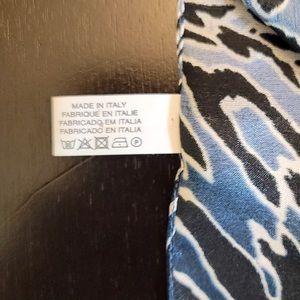 MADE IN ITALY
FABRIQUE EN ITALIE
FABRICADO EM ITALIA
FABRICADO EN ITALIA
P